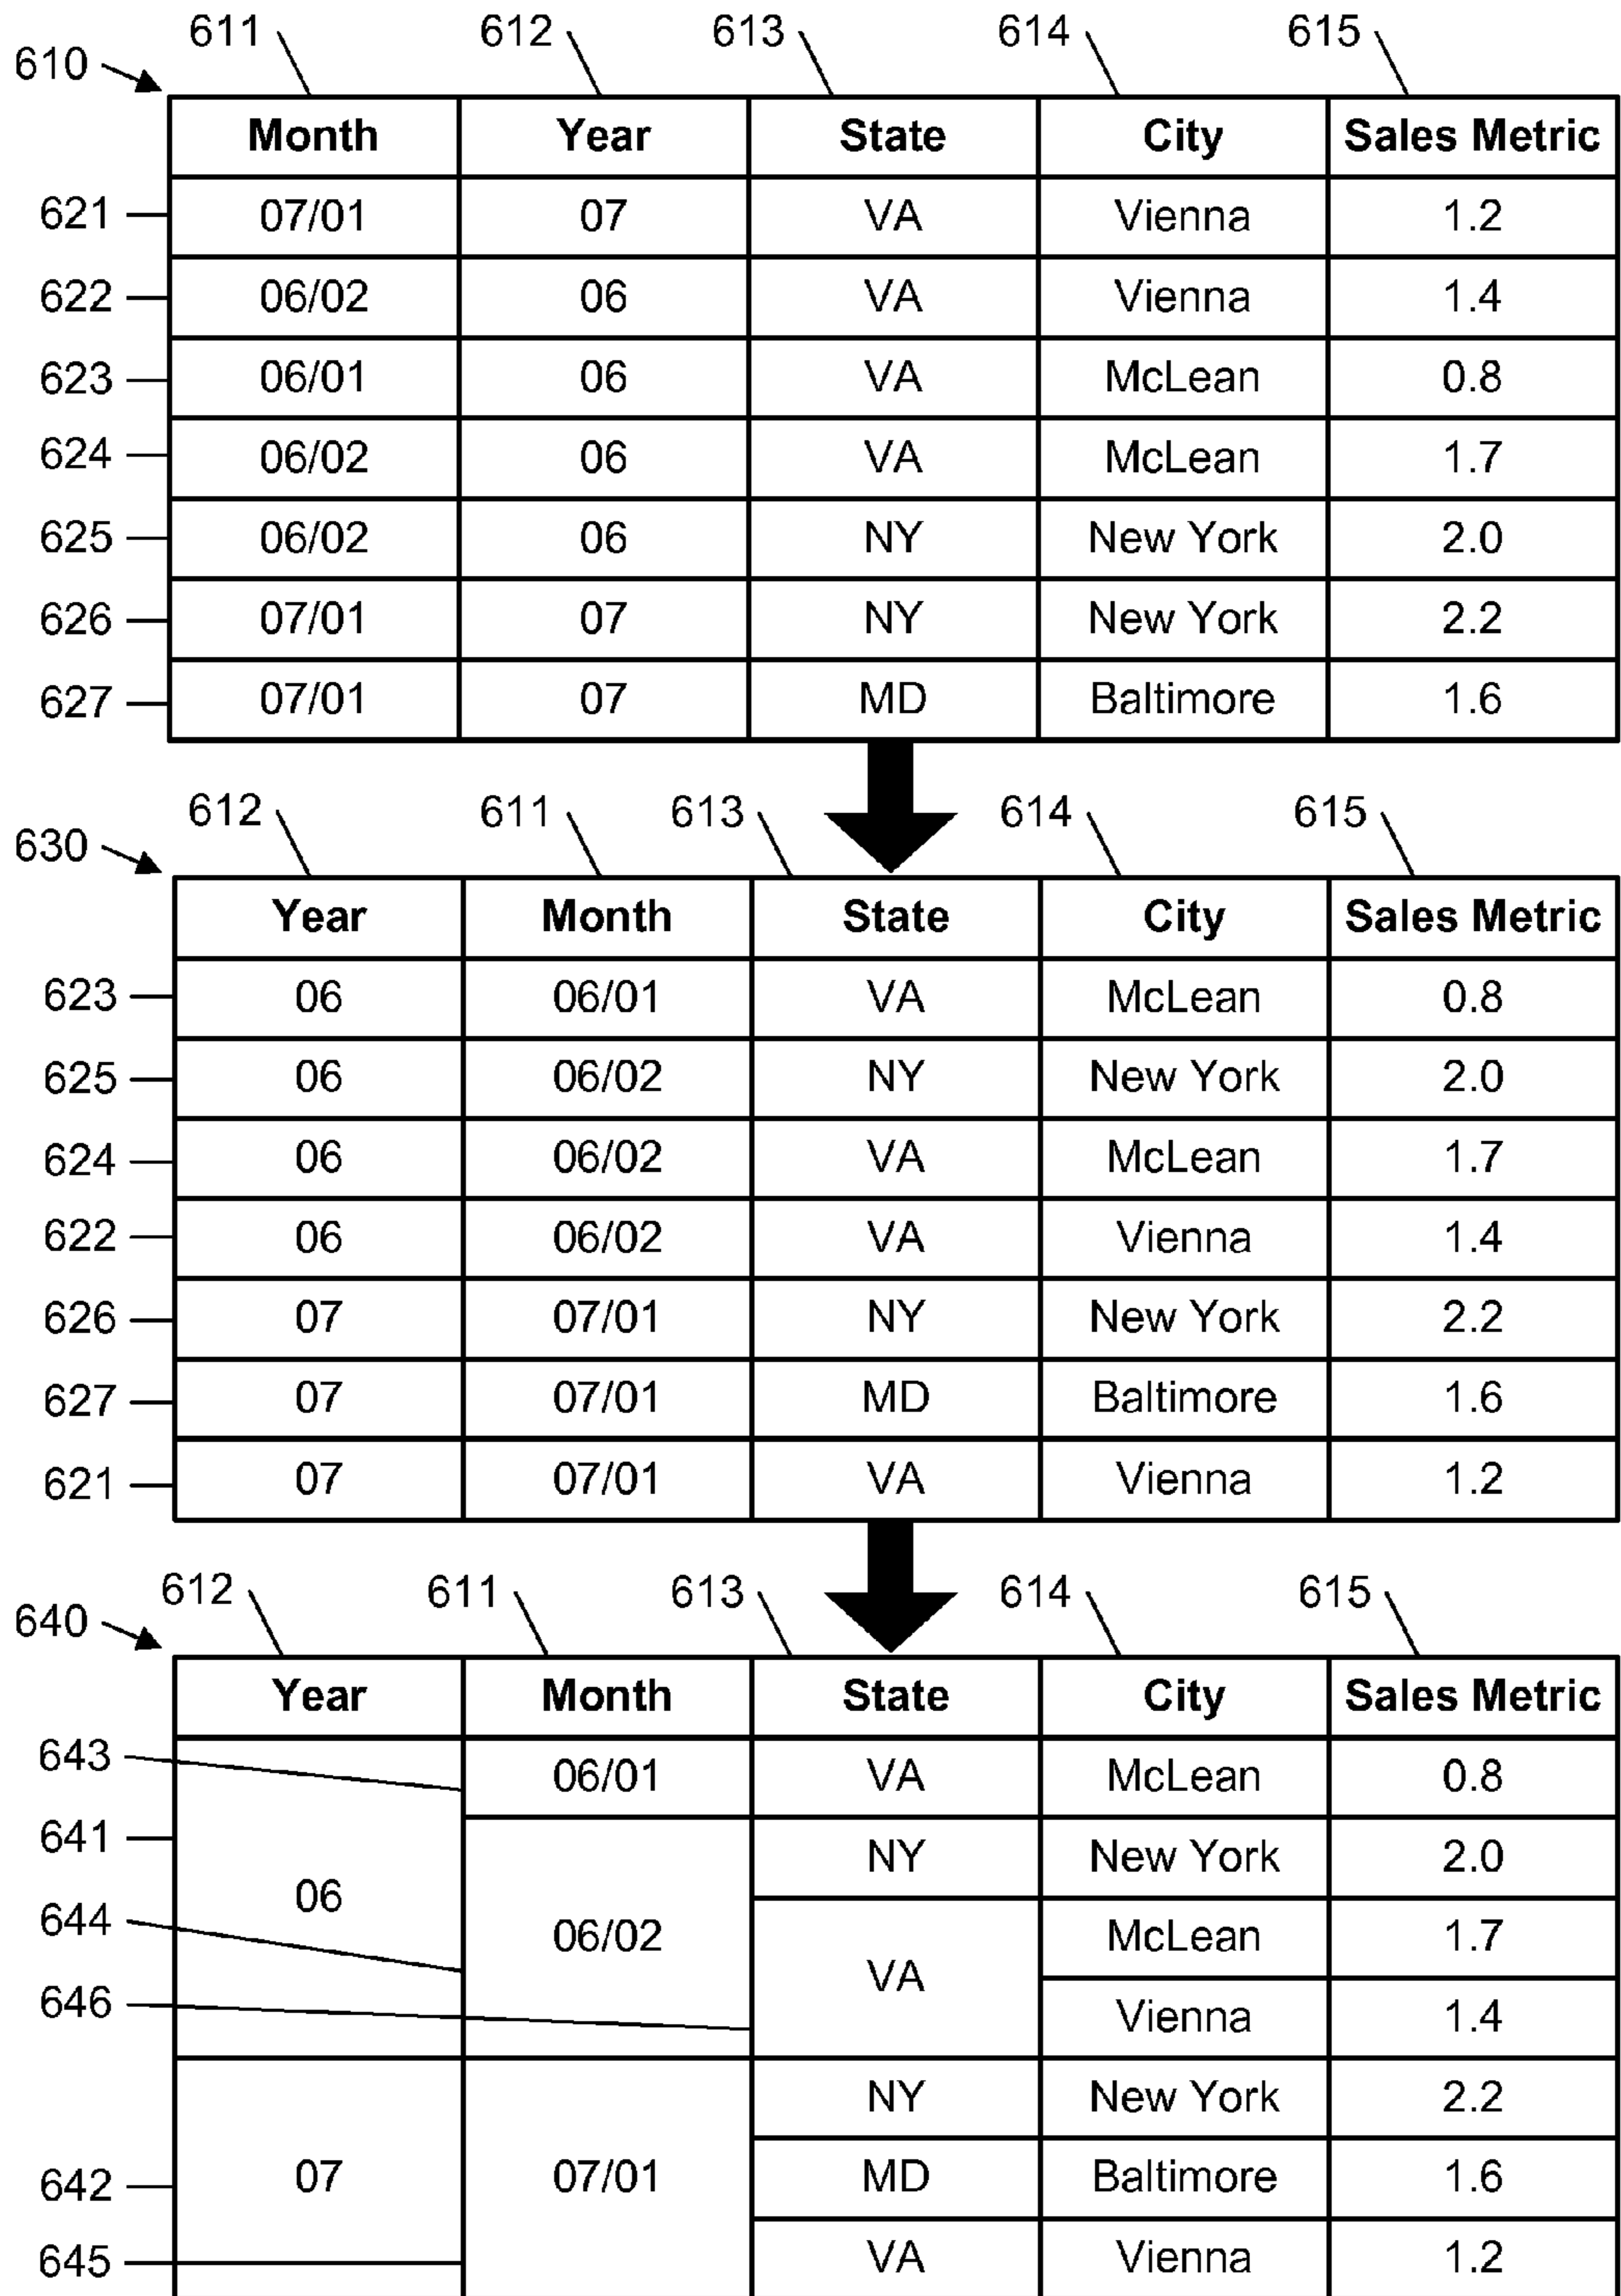 611 612 613 614 615
610
Month Year State City Sales Metric
621 07/01 07 VA Vienna 1.2
622 06/02 06 VA Vienna 1.4
623 06/01 06 VA McLean 0.8
624 06/02 06 VA McLean 1.7
625 06/02 06 NY New York 2.0
626 07/01 07 NY New York 2.2
627 07/01 07 MD Baltimore 1.6
612 611 613 614 615
630
Year Month State City Sales Metric
623 06 06/01 VA McLean 0.8
625 06 06/02 NY New York 2.0
624 06 06/02 VA McLean 1.7
622 06 06/02 VA Vienna 1.4
626 07 07/01 NY New York 2.2
627 07 07/01 MD Baltimore 1.6
621 07 07/01 VA Vienna 1.2
612 611 613 614 615
640
Year Month State City Sales Metric
643 06/01 VA McLean 0.8
641 NY New York 2.0
06
644 06/02 McLean 1.7
VA
646 Vienna 1.4
NY New York 2.2
642 07 07/01 MD Baltimore 1.6
645 VA Vienna 1.2